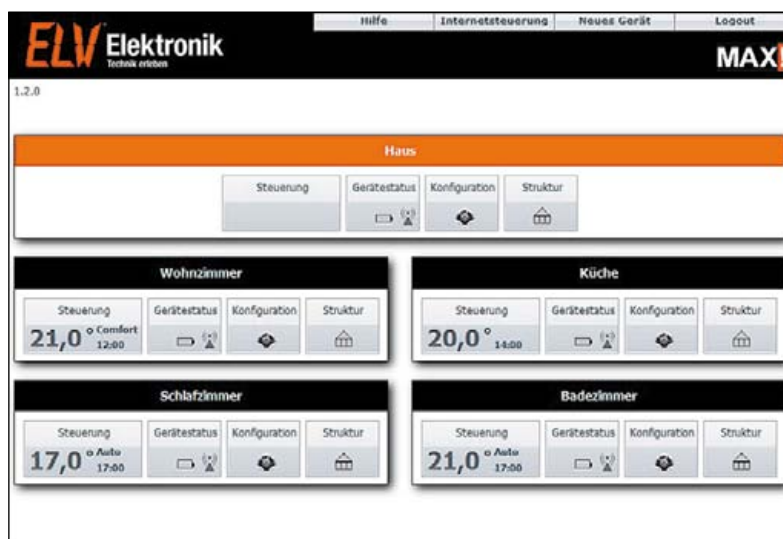 Hilfe Internetsteuerung Neues Gerät Logout
ELV Elektronik
Technik erleben
MAX!
1.2.0
Haus
Steuerung Gerätestatus Konfiguration Struktur
Wohnzimmer
Steuerung Gerätestatus Konfiguration Struktur
21,0 ° Comfort
12:00
Küche
Steuerung Gerätestatus Konfiguration Struktur
20,0 °
14:00
Schlafzimmer
Steuerung Gerätestatus Konfiguration Struktur
17,0 ° Auto
17:00
Badezimmer
Steuerung Gerätestatus Konfiguration Struktur
21,0 ° Auto
17:00